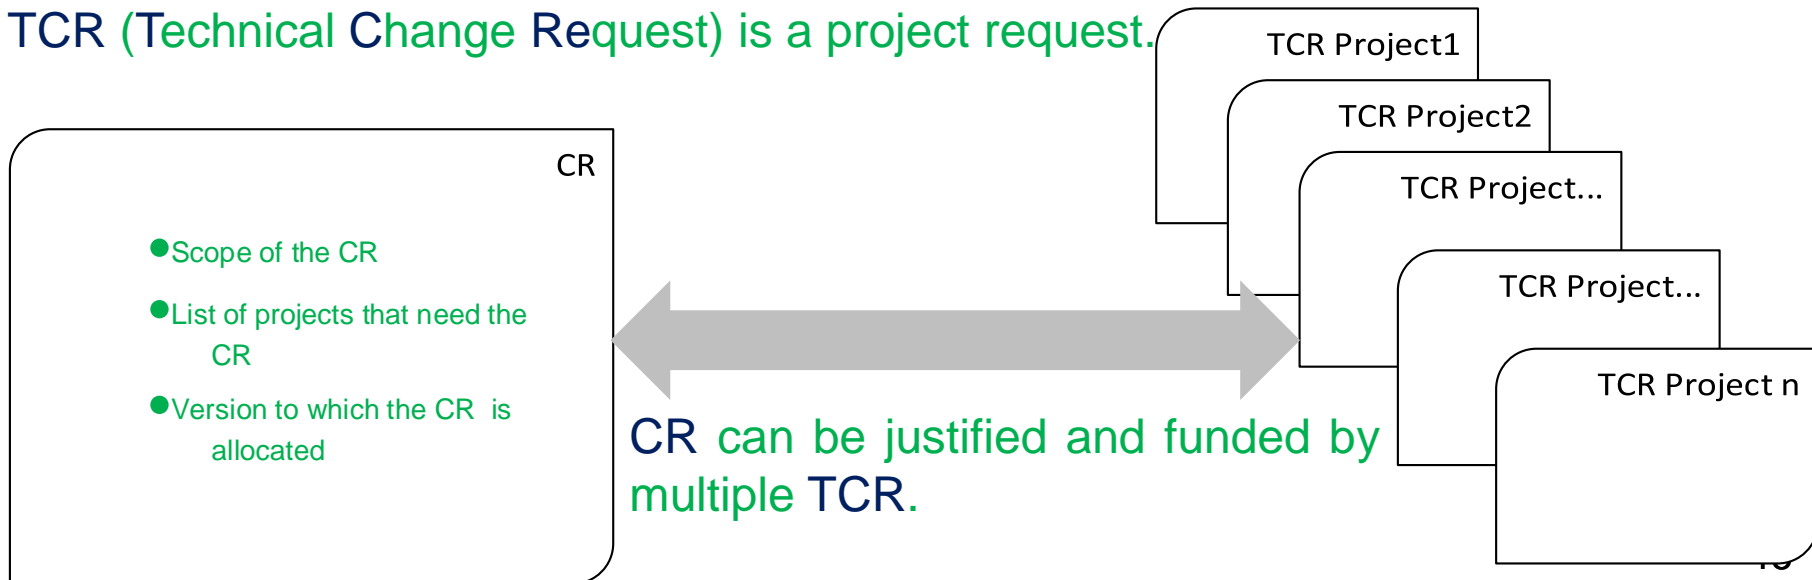 TCR (Technical Change Request) is a project request.
TCR Project1
TCR Project2
TCR Project...
TCR Project...
TCR Project n
CR
●Scope of the CR
●List of projects that need the
CR
●Version to which the CR is
allocated
CR can be justified and funded by
multiple TCR.